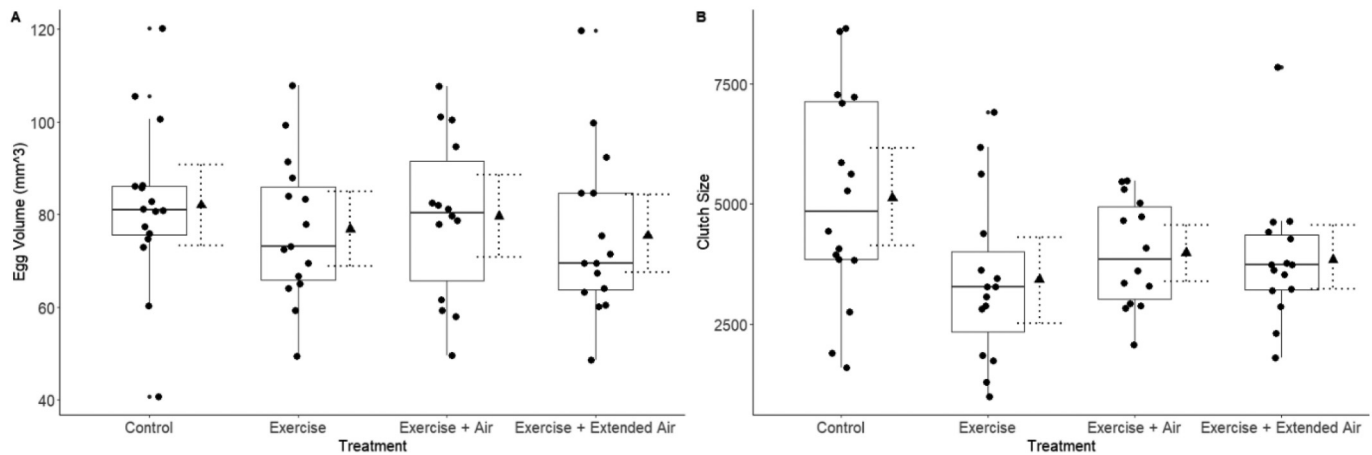 A
Egg Volume (mm^3)
120
100
80
60
40
Control Exercise Exercise + Air Exercise + Extended Air
Treatment
B
Clutch Size
7500
5000
2500
Control Exercise Exercise + Air Exercise + Extended Air
Treatment